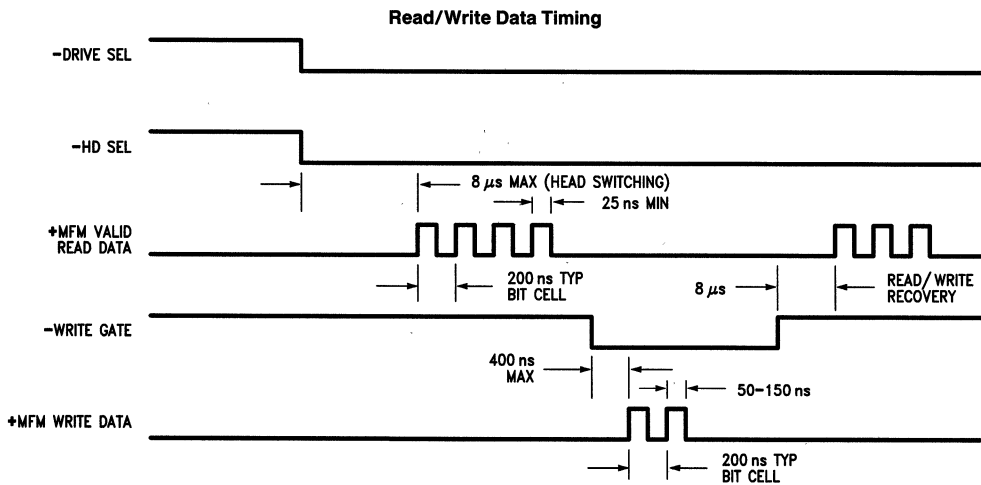 Read/Write Data Timing
−DRIVE SEL
−HD SEL
8 µs MAX (HEAD SWITCHING)
25 ns MIN
+MFM VALID
READ DATA
200 ns TYP
BIT CELL
8 µs
READ/WRITE
RECOVERY
−WRITE GATE
400 ns
MAX
50–150 ns
+MFM WRITE DATA
200 ns TYP
BIT CELL